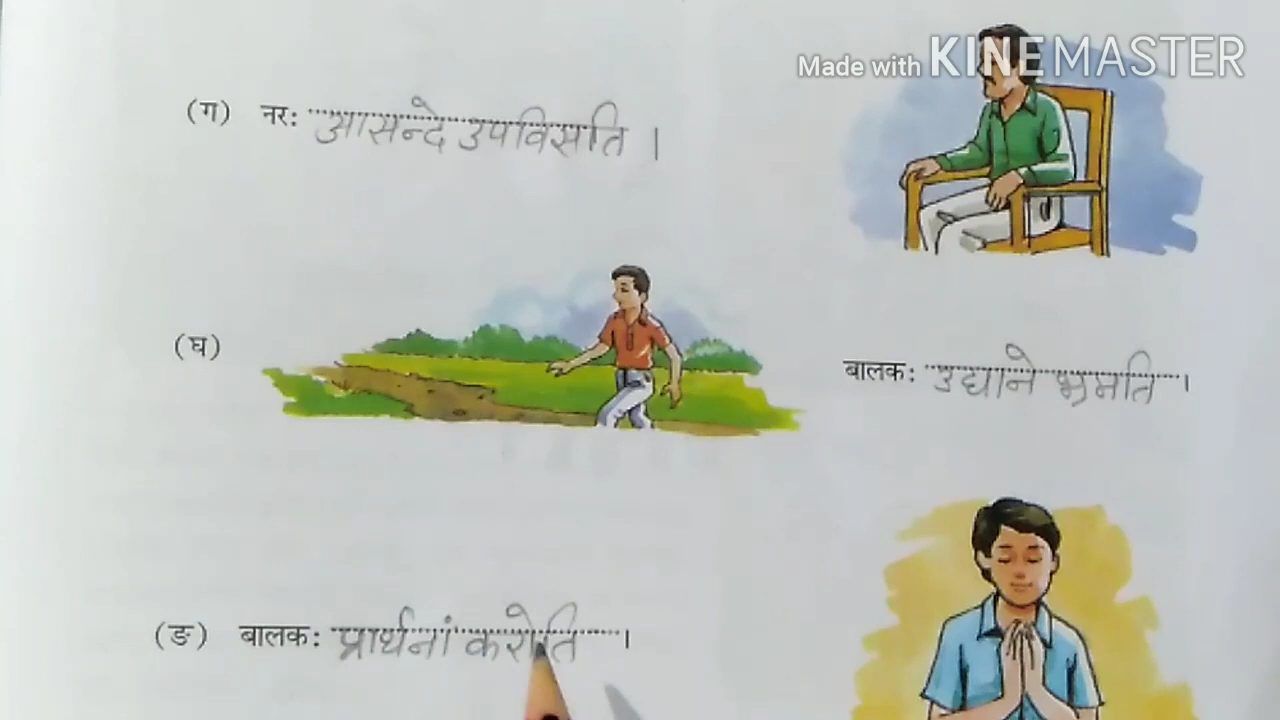 Made with KINEMASTER
(ग) नरः आसन्दे उपविसति ।
(घ) बालकः उद्याने भ्रमति ।
(ङ) बालकः प्रार्थनां करोति ।